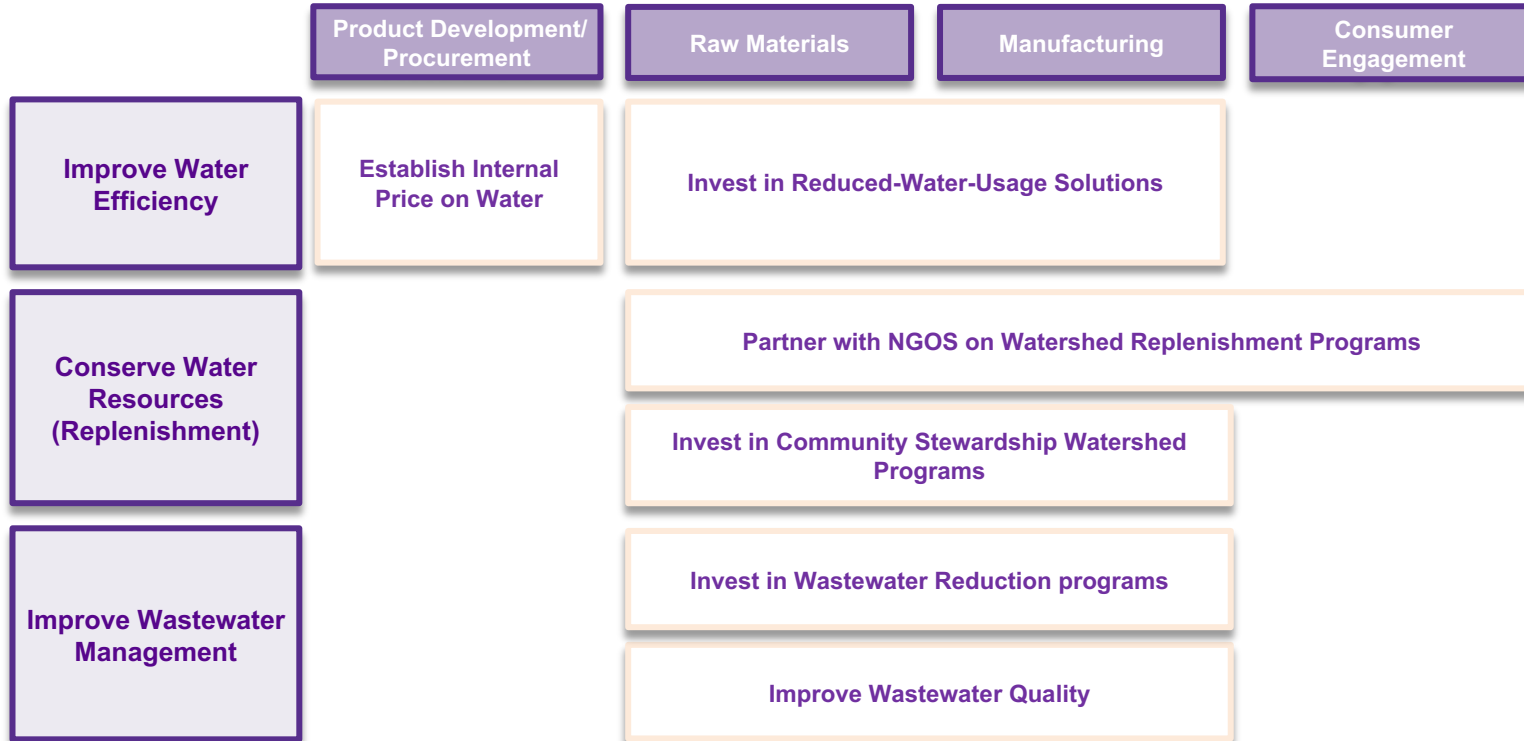 Product Development/
Procurement
Raw Materials
Manufacturing
Consumer
Engagement
Improve Water
Efficiency
Establish Internal
Price on Water
Invest in Reduced-Water-Usage Solutions
Conserve Water
Resources
(Replenishment)
Partner with NGOS on Watershed Replenishment Programs
Invest in Community Stewardship Watershed
Programs
Improve Wastewater
Management
Invest in Wastewater Reduction programs
Improve Wastewater Quality